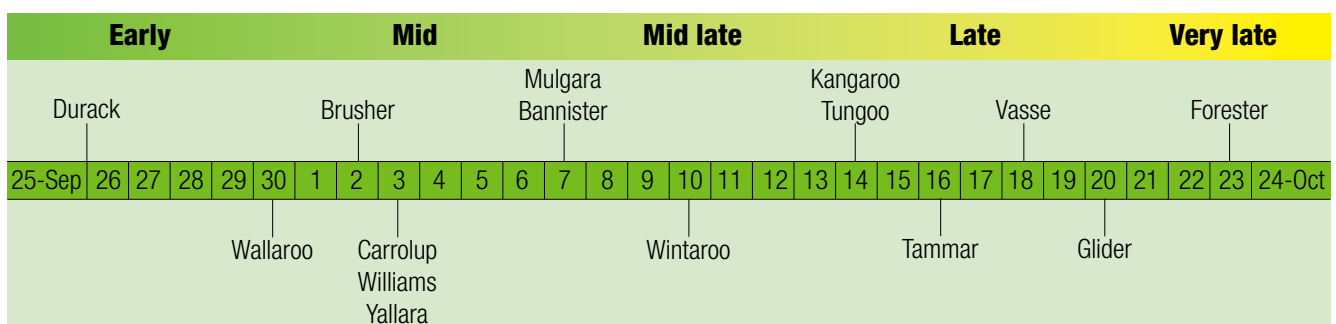 Early Mid Mid late Late Very late
Mulgara Kangaroo
Durack Brusher Bannister Tungoo Vasse Forester
25-Sep 26 27 28 29 30 1 2 3 4 5 6 7 8 9 10 11 12 13 14 15 16 17 18 19 20 21 22 23 24-Oct
Wallaroo Carrolup Wintaroo Tammar Glider
Williams
Yallara